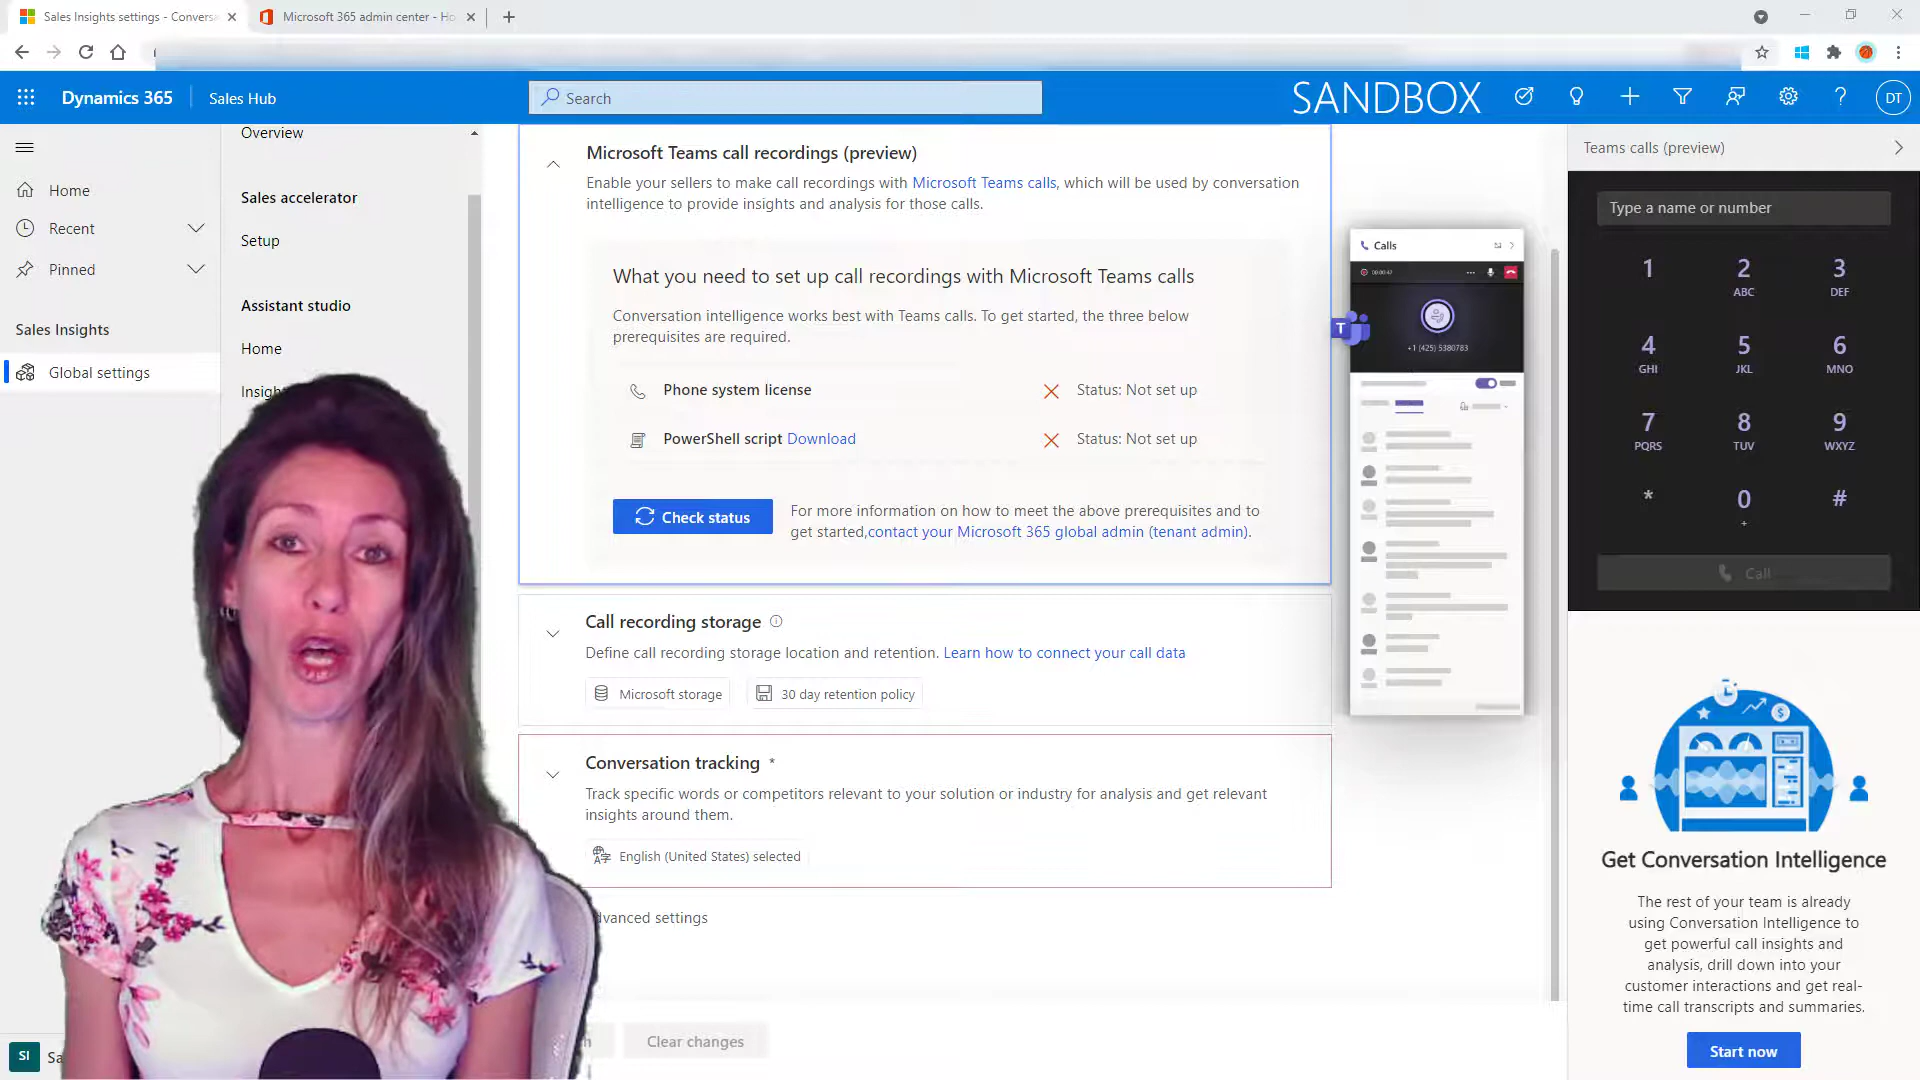 Sales Insights settings - Conversa
Microsoft 365 admin center - Ho
Dynamics 365
Sales Hub
Search
SANDBOX
DT
Home
Recent
Pinned
Sales Insights
Global settings
SI
Sa
Overview
Sales accelerator
Setup
Assistant studio
Home
Insigh
Microsoft Teams call recordings (preview)
Enable your sellers to make call recordings with Microsoft Teams calls, which will be used by conversation
intelligence to provide insights and analysis for those calls.
What you need to set up call recordings with Microsoft Teams calls
Conversation intelligence works best with Teams calls. To get started, the three below
prerequisites are required.
Phone system license
Status: Not set up
PowerShell script Download
Status: Not set up
Check status
For more information on how to meet the above prerequisites and to
get started,contact your Microsoft 365 global admin (tenant admin).
Call recording storage
Define call recording storage location and retention. Learn how to connect your call data
Microsoft storage
30 day retention policy
Conversation tracking *
Track specific words or competitors relevant to your solution or industry for analysis and get relevant
insights around them.
English (United States) selected
dvanced settings
h
Clear changes
T
Calls
00:00:47
+1 (425) 5380783
Teams calls (preview)
Type a name or number
1
2
3
ABC
DEF
4
5
6
GHI
JKL
MNO
7
8
9
PQRS
TUV
WXYZ
*
0
#
+
Call
Get Conversation Intelligence
The rest of your team is already
using Conversation Intelligence to
get powerful call insights and
analysis, drill down into your
customer interactions and get real-
time call transcripts and summaries.
Start now